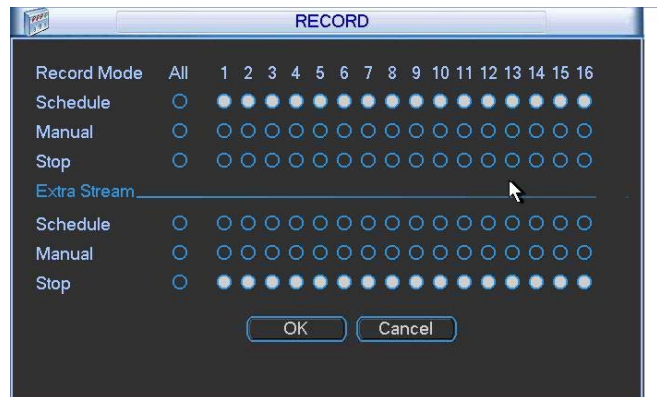 RECORD
Record Mode All 1 2 3 4 5 6 7 8 9 10 11 12 13 14 15 16
Schedule
Manual
Stop
Extra Stream
Schedule
Manual
Stop
OK Cancel